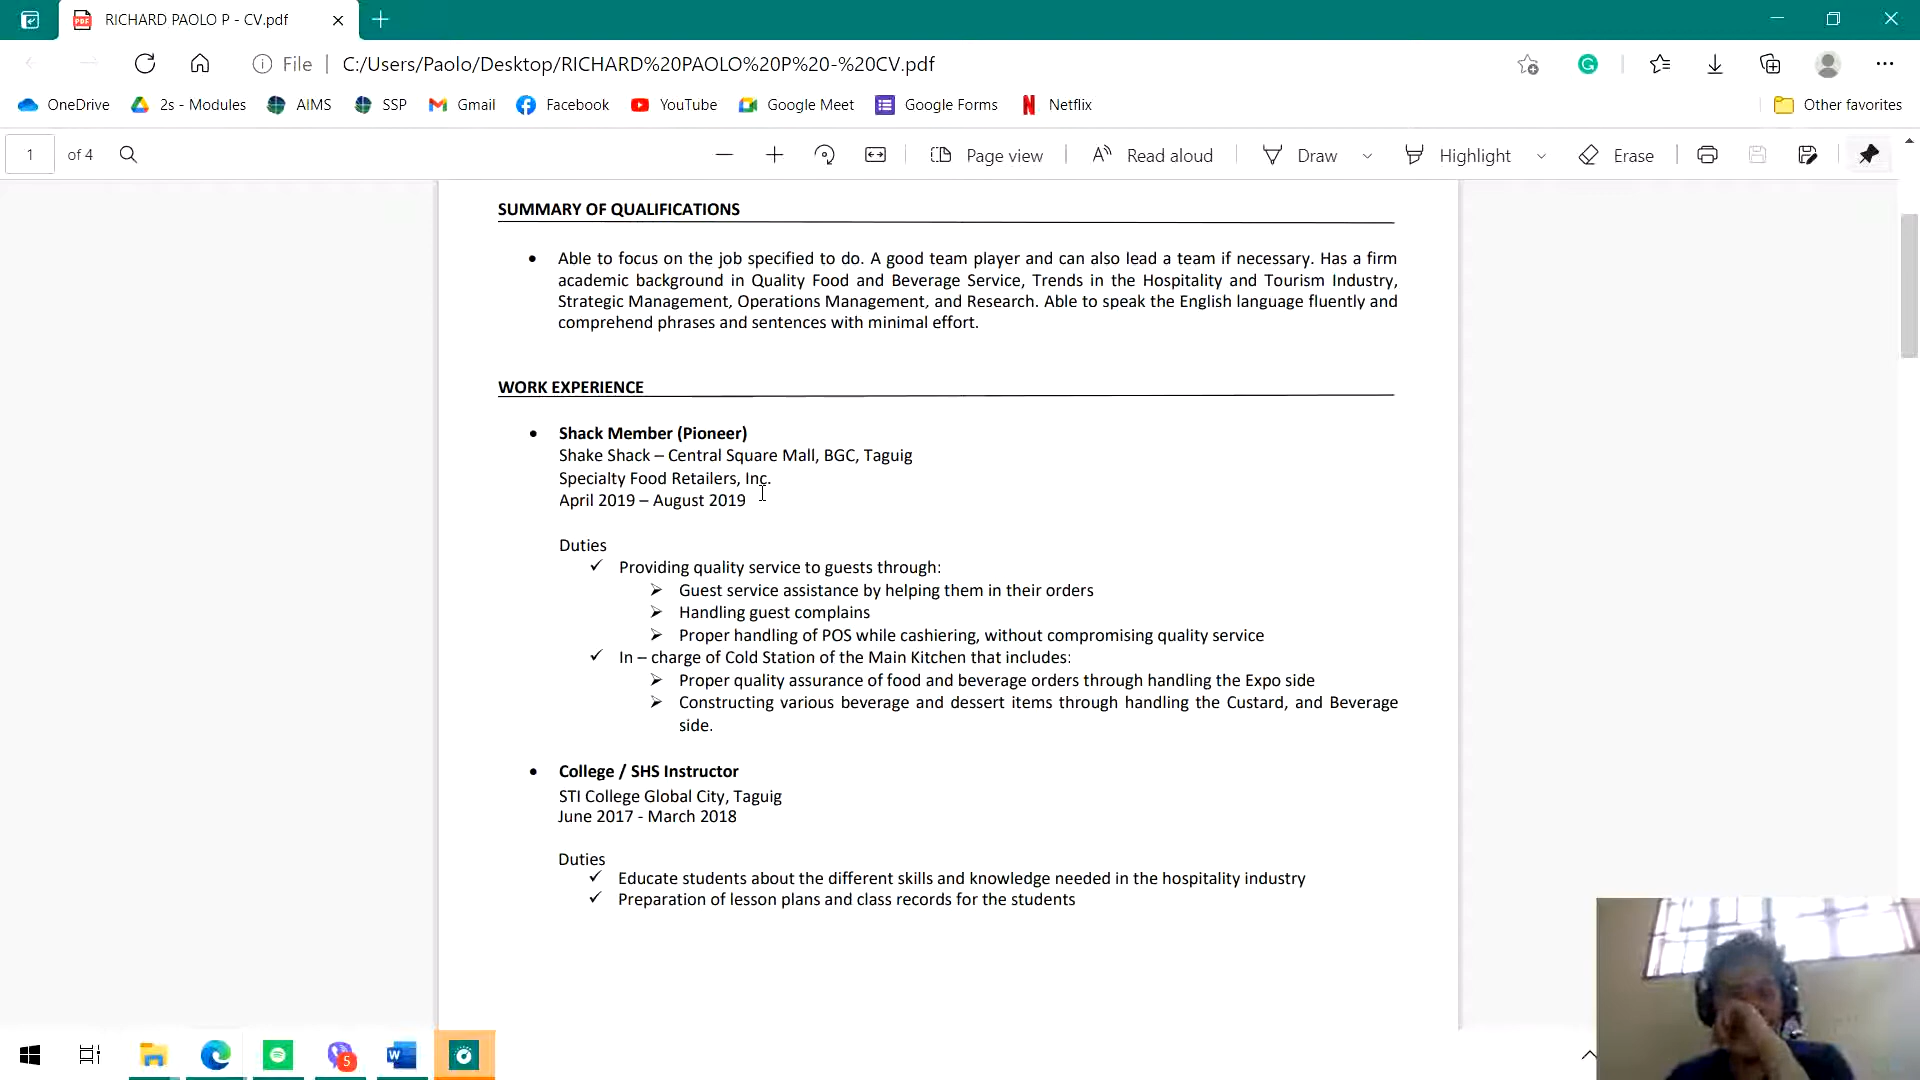 RICHARD PAOLO P - CV.pdf
File C:/Users/Paolo/Desktop/RICHARD%20PAOLO%20P%20-%20CV.pdf
OneDrive 2s - Modules AIMS SSP Gmail Facebook YouTube Google Meet Google Forms Netflix Other favorites
1 of 4 Page view Read aloud Draw Highlight Erase
SUMMARY OF QUALIFICATIONS
Able to focus on the job specified to do. A good team player and can also lead a team if necessary. Has a firm
academic background in Quality Food and Beverage Service, Trends in the Hospitality and Tourism Industry,
Strategic Management, Operations Management, and Research. Able to speak the English language fluently and
comprehend phrases and sentences with minimal effort.
WORK EXPERIENCE
Shack Member (Pioneer)
Shake Shack – Central Square Mall, BGC, Taguig
Specialty Food Retailers, Inc.
April 2019 – August 2019
Duties
Providing quality service to guests through:
Guest service assistance by helping them in their orders
Handling guest complains
Proper handling of POS while cashiering, without compromising quality service
In – charge of Cold Station of the Main Kitchen that includes:
Proper quality assurance of food and beverage orders through handling the Expo side
Constructing various beverage and dessert items through handling the Custard, and Beverage
side.
College / SHS Instructor
STI College Global City, Taguig
June 2017 - March 2018
Duties
Educate students about the different skills and knowledge needed in the hospitality industry
Preparation of lesson plans and class records for the students
5